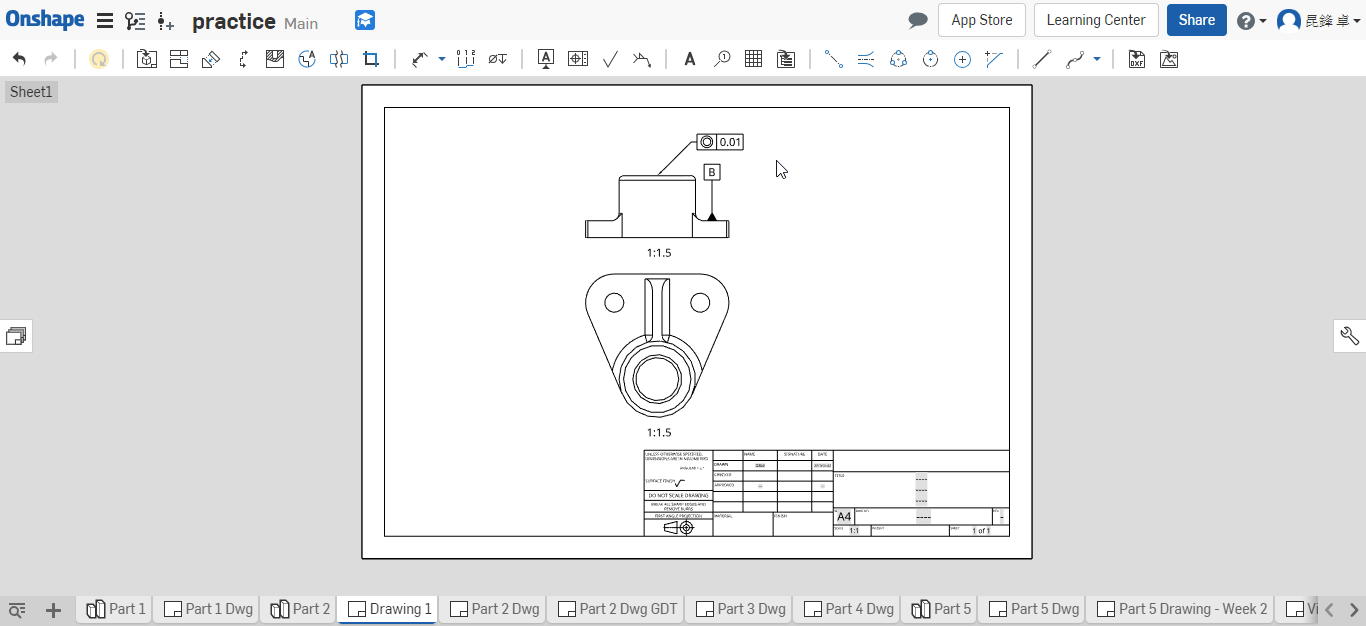 Onshape practice Main App Store Learning Center Share 昆鋒 卓
Sheet1
0.01
B
1:1.5
1:1.5
UNLESS OTHERWISE SPECIFIED,
DIMENSIONS ARE IN MILLIMETERS
NAME SIGNATURE DATE
DRAWN
CHECKED
TITLE
SURFACE FINISH
APPROVED
DO NOT SCALE DRAWING
BREAK ALL SHARP EDGES AND
REMOVE BURRS
FIRST ANGLE PROJECTION MATERIAL FINISH
A4
SCALE 1:1 WEIGHT SHEET 1 of 1
Part 1 Part 1 Dwg Part 2 Drawing 1 Part 2 Dwg Part 2 Dwg GDT Part 3 Dwg Part 4 Dwg Part 5 Part 5 Dwg Part 5 Drawing - Week 2